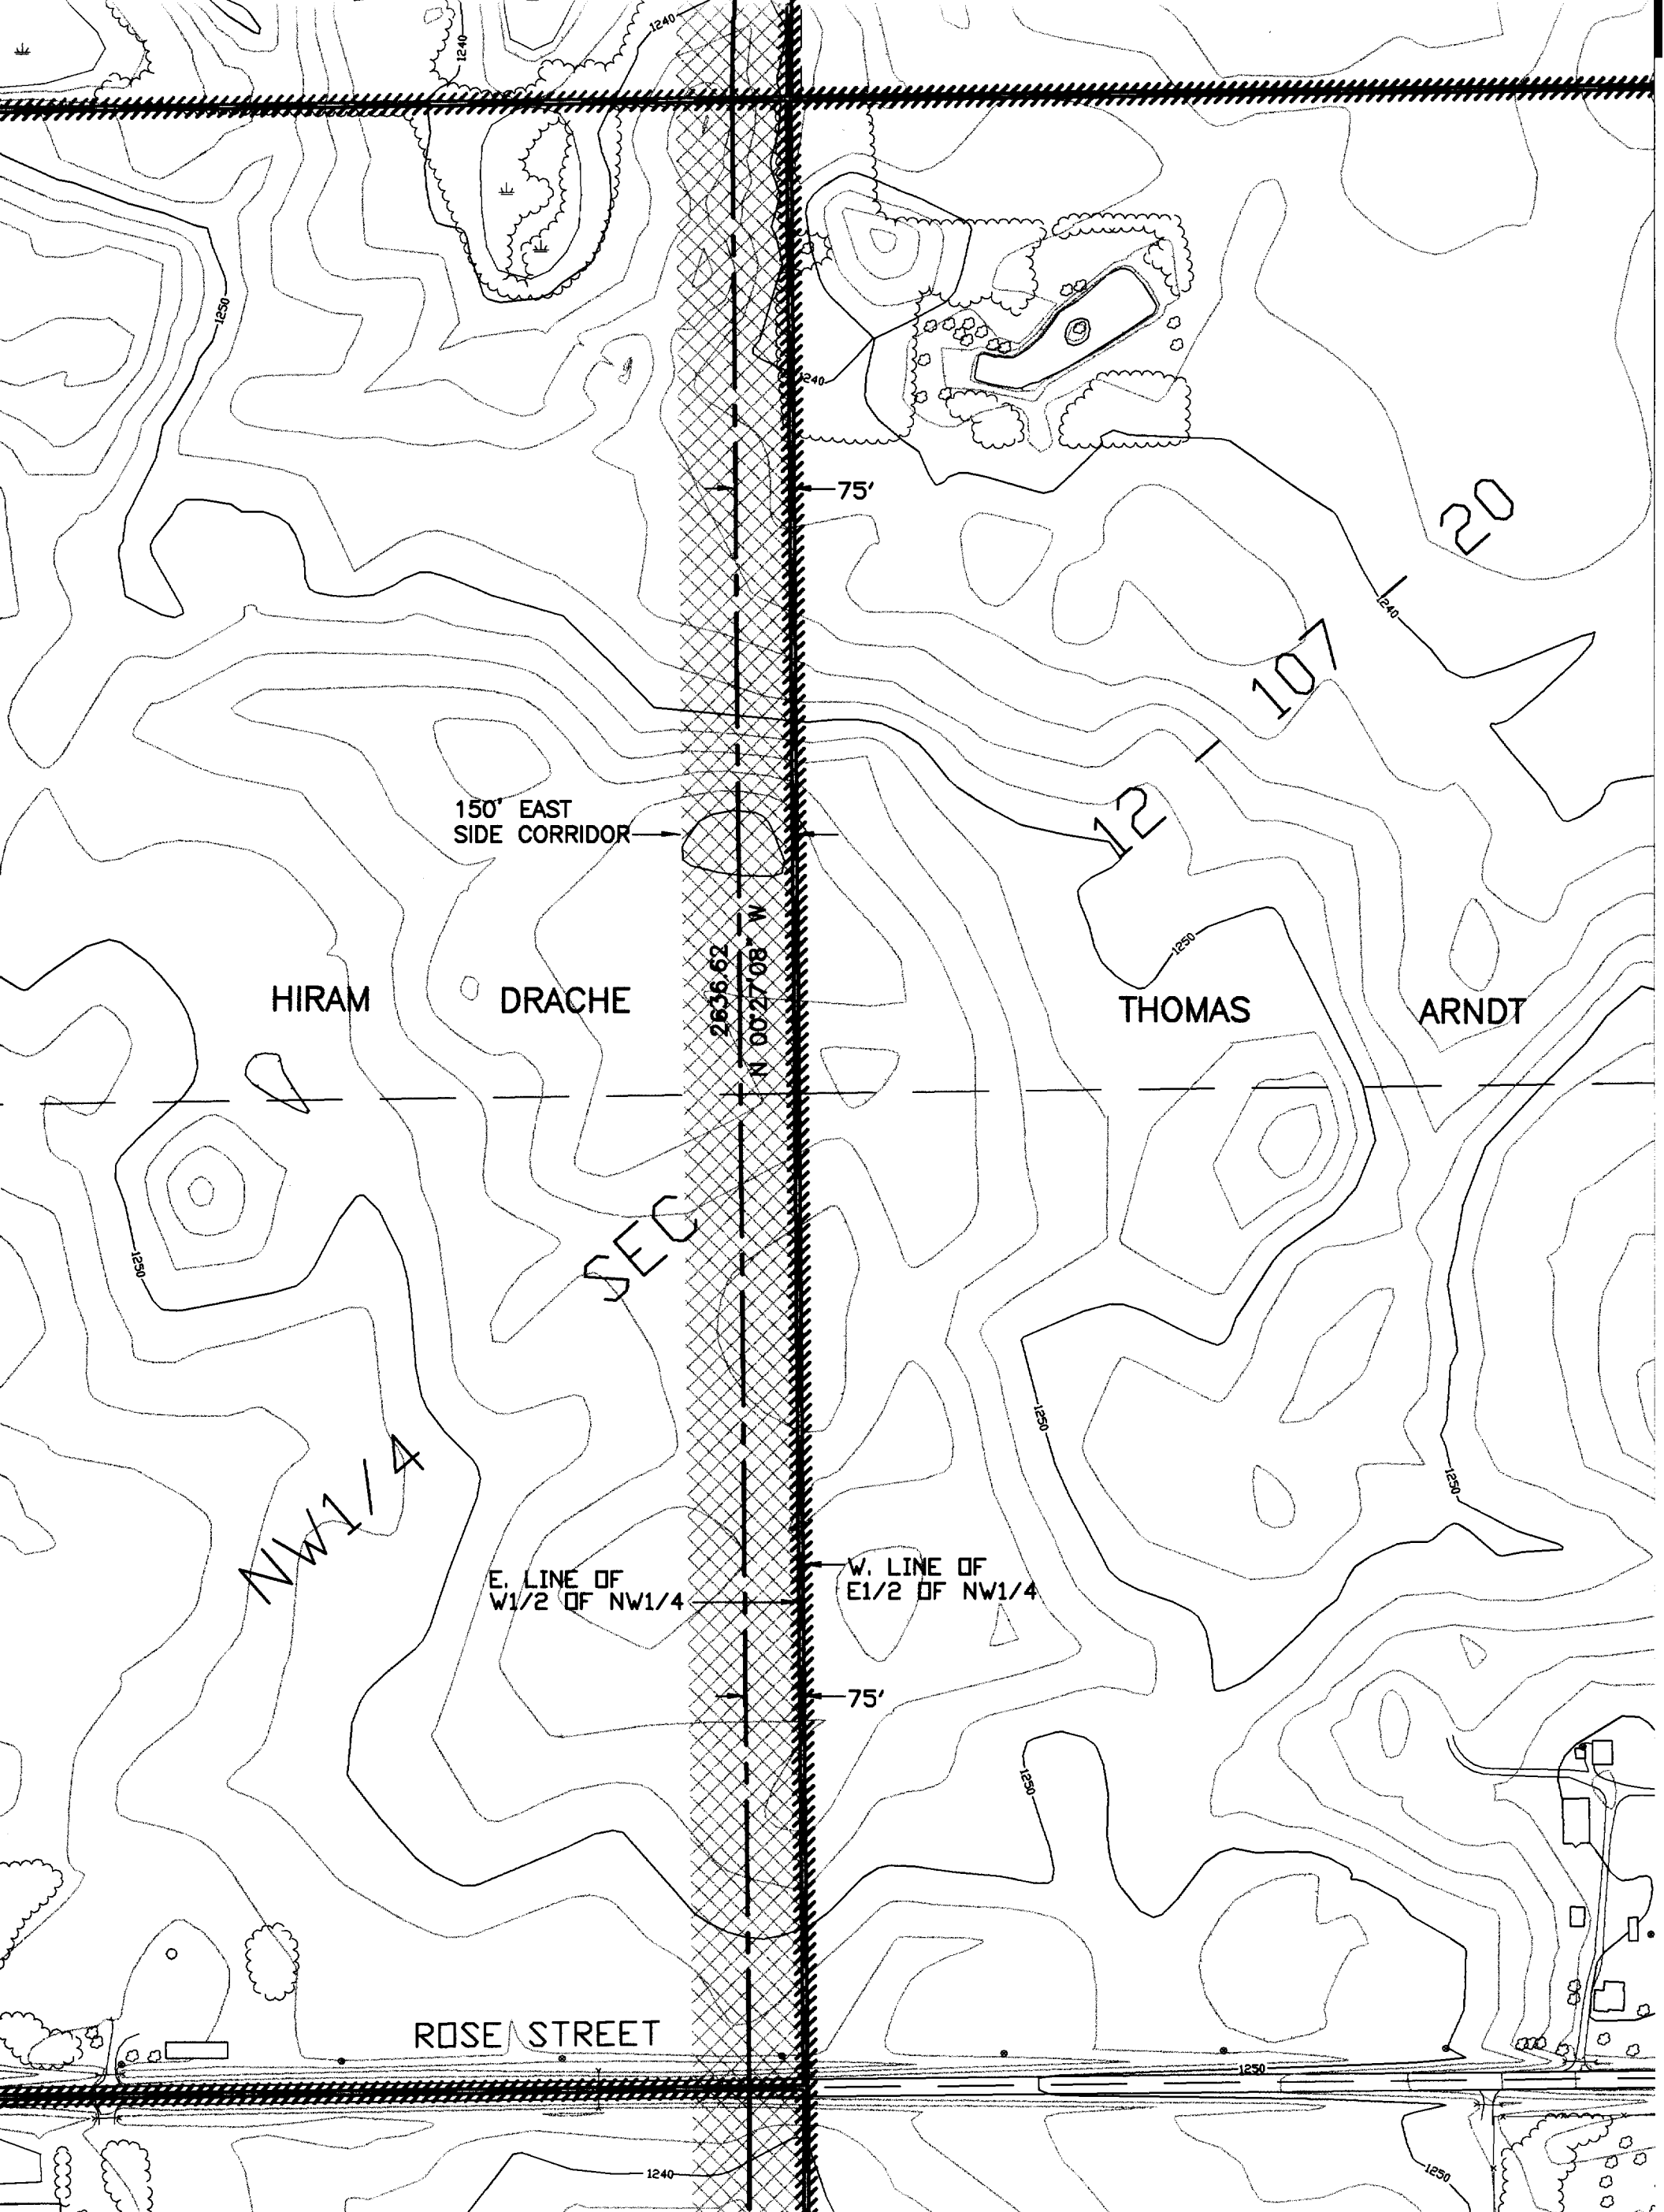 1240
1240
1250
1240
75'
20
1240
107
12
150' EAST
SIDE CORRIDOR
1250
2636.62
N 00°27'08" W
HIRAM DRACHE
THOMAS ARNDT
SEC
1250
1250
1250
NW1/4
E. LINE OF
W1/2 OF NW1/4
W. LINE OF
E1/2 OF NW1/4
75'
1250
ROSE STREET
1250
1240
1250